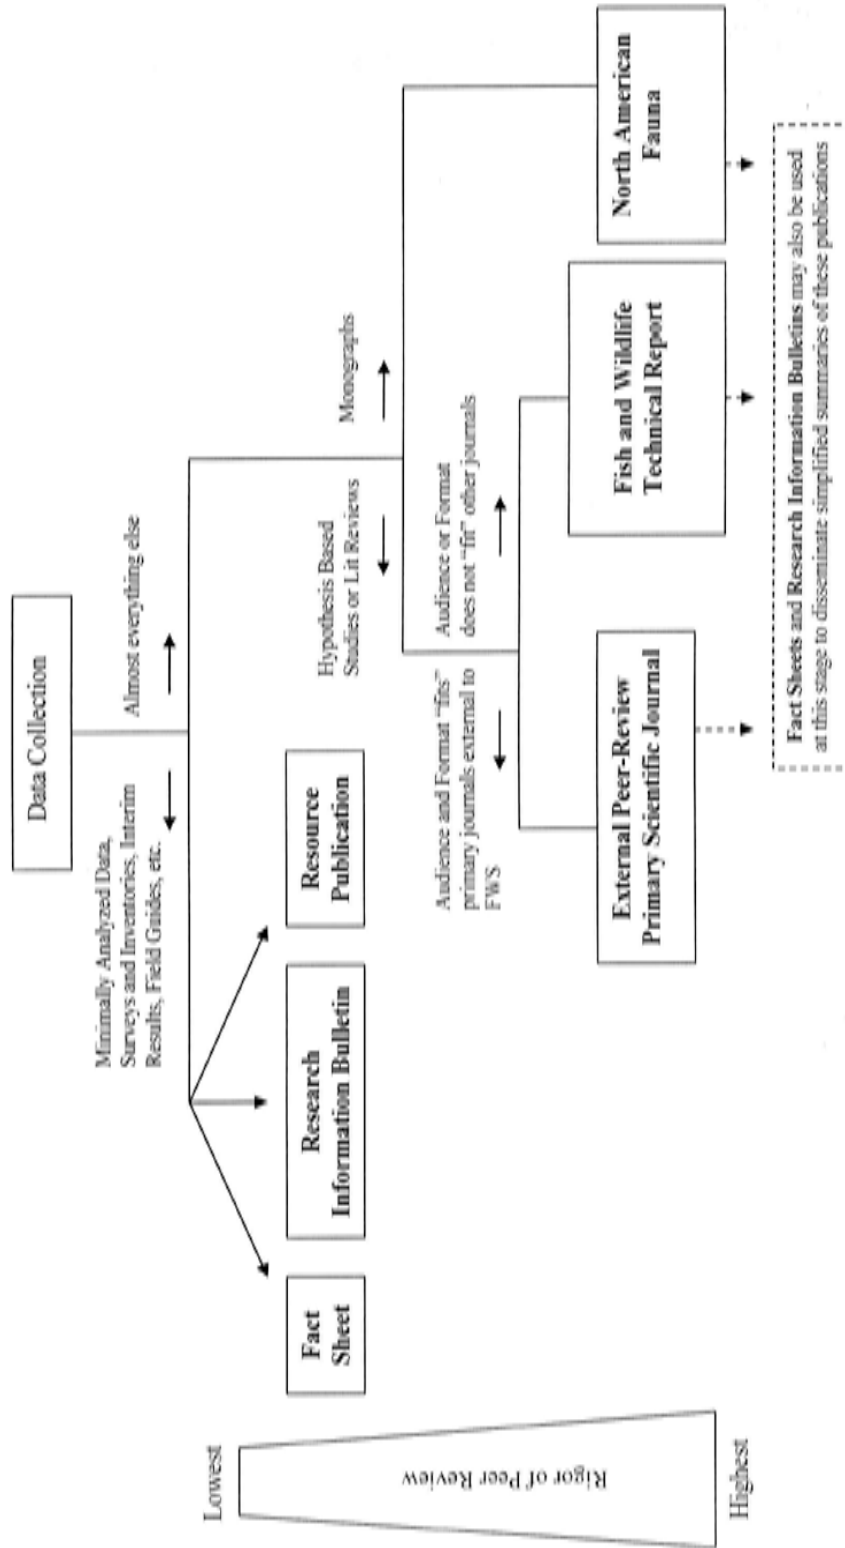 Data Collection
Minimally Analyzed Data,
Surveys and Inventories, Interim
Results, Field Guides, etc.
Almost everything else
Lowest
Fact
Sheet
Research
Information Bulletin
Resource
Publication
Hypothesis Based
Studies or Lit Reviews
Monographs
Rigor of Peer Review
Audience and Format "fits"
primary journals external to
FWS
Audience or Format
does not "fit" other journals
External Peer-Review
Primary Scientific Journal
Fish and Wildlife
Technical Report
North American
Fauna
Highest
Fact Sheets and Research Information Bulletins may also be used
at this stage to disseminate simplified summaries of these publications